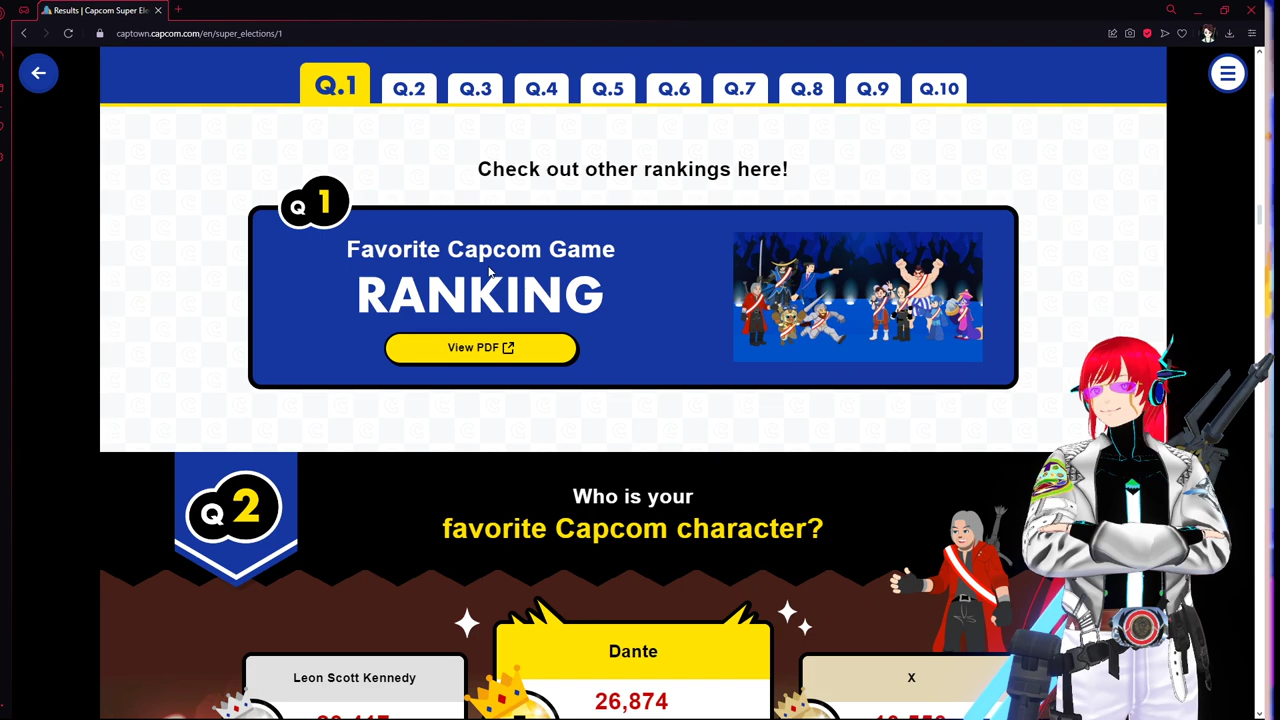 Results | Capcom Super Ele
captown.capcom.com/en/super_elections/1
Q.1 Q.2 Q.3 Q.4 Q.5 Q.6 Q.7 Q.8 Q.9 Q.10
Check out other rankings here!
Q 1
Favorite Capcom Game
RANKING
View PDF
Q 2
Who is your
favorite Capcom character?
Dante
26,874
Leon Scott Kennedy
X